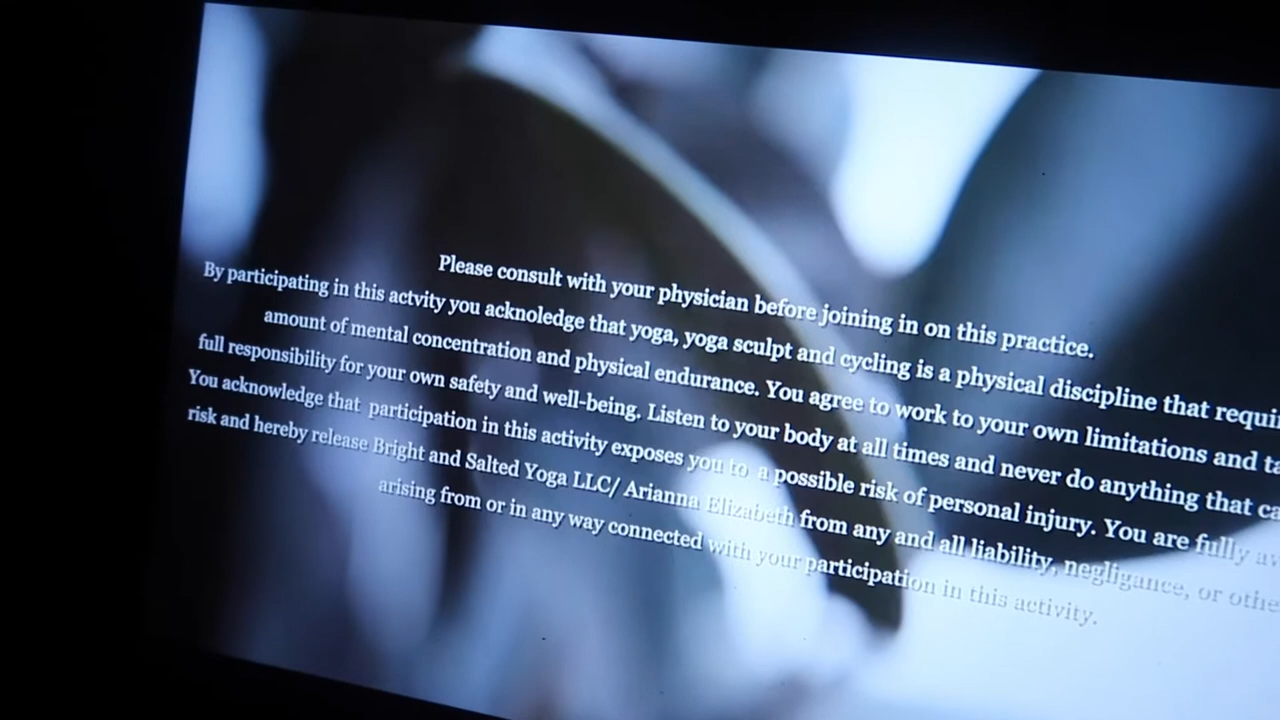 Please consult with your physician before joining in on this practice.
By participating in this actvity you acknoledge that yoga, yoga sculpt and cycling is a physical discipline that
amount of mental concentration and physical endurance. You agree to work to your own limitations and
full responsibility for your own safety and well-being. Listen to your body at all times and never do anything that
You acknowledge that participation in this activity exposes you to a possible risk of personal injury. You are fully
risk and hereby release Bright and Salted Yoga LLC/ Arianna Elizabeth from any and all liability, negligance, or
arising from or in any way connected with your participation in this activity.